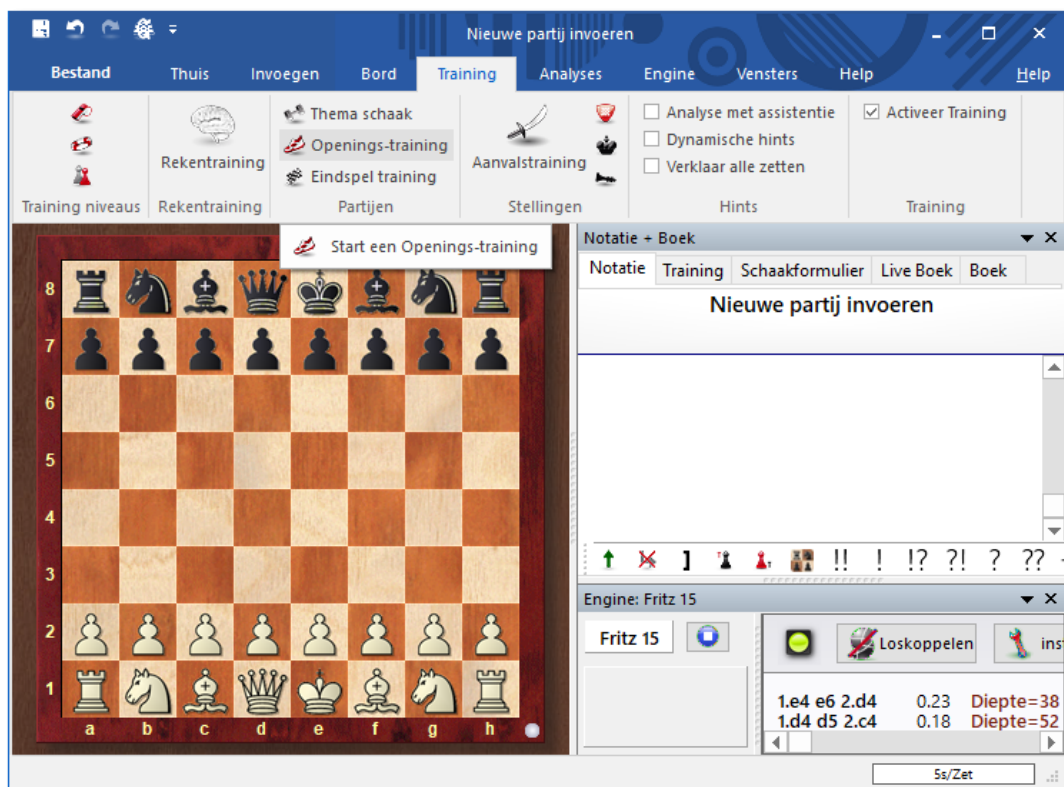 Nieuwe partij invoeren
Bestand Thuis Invoegen Bord Training Analyses Engine Vensters Help Help
Thema schaak
Openings-training
Eindspel training
Rekentraining
Aanvalstraining
Analyse met assistentie
Dynamische hints
Verklaar alle zetten
Activeer Training
Training niveaus Rekentraining Partijen Stellingen Hints Training
Start een Openings-training
8
7
6
5
4
3
2
1
a b c d e f g h
Notatie + Boek
Notatie Training Schaakformulier Live Boek Boek
Nieuwe partij invoeren
] !! ! !? ?! ? ??
Engine: Fritz 15
Fritz 15
Loskoppelen
1.e4 e6 2.d4 0.23 Diepte=38
1.d4 d5 2.c4 0.18 Diepte=52
5s/Zet